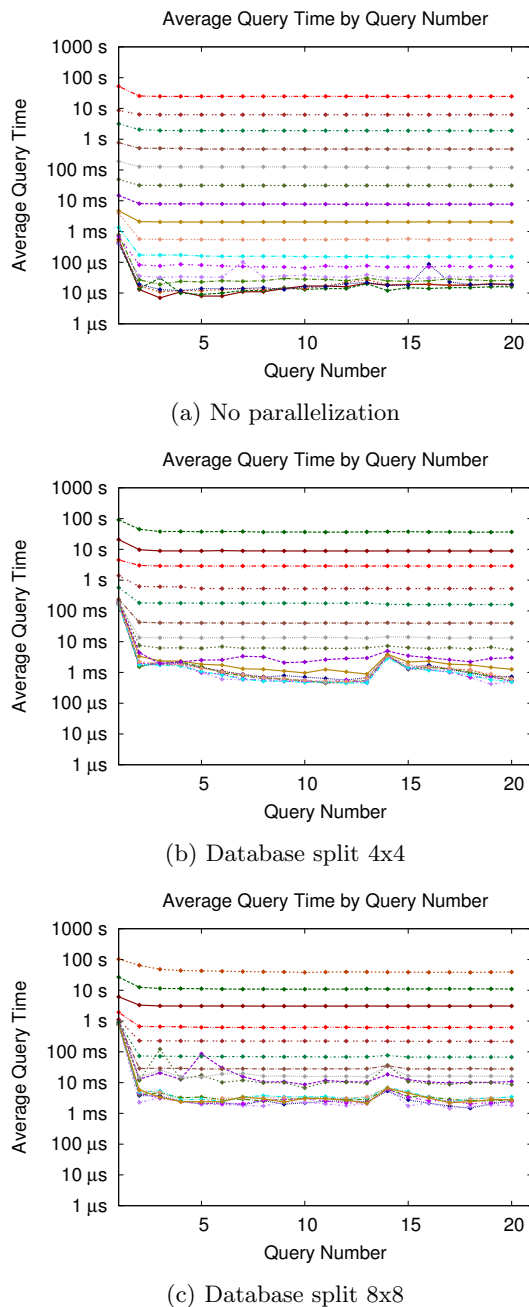 Average Query Time by Query Number
1000 s
100 s
10 s
1 s
100 ms
10 ms
1 ms
100 µs
10 µs
1 µs
Average Query Time
5
10
15
20
Query Number
(a) No parallelization
Average Query Time by Query Number
1000 s
100 s
10 s
1 s
100 ms
10 ms
1 ms
100 µs
10 µs
1 µs
Average Query Time
5
10
15
20
Query Number
(b) Database split 4x4
Average Query Time by Query Number
1000 s
100 s
10 s
1 s
100 ms
10 ms
1 ms
100 µs
10 µs
1 µs
Average Query Time
5
10
15
20
Query Number
(c) Database split 8x8